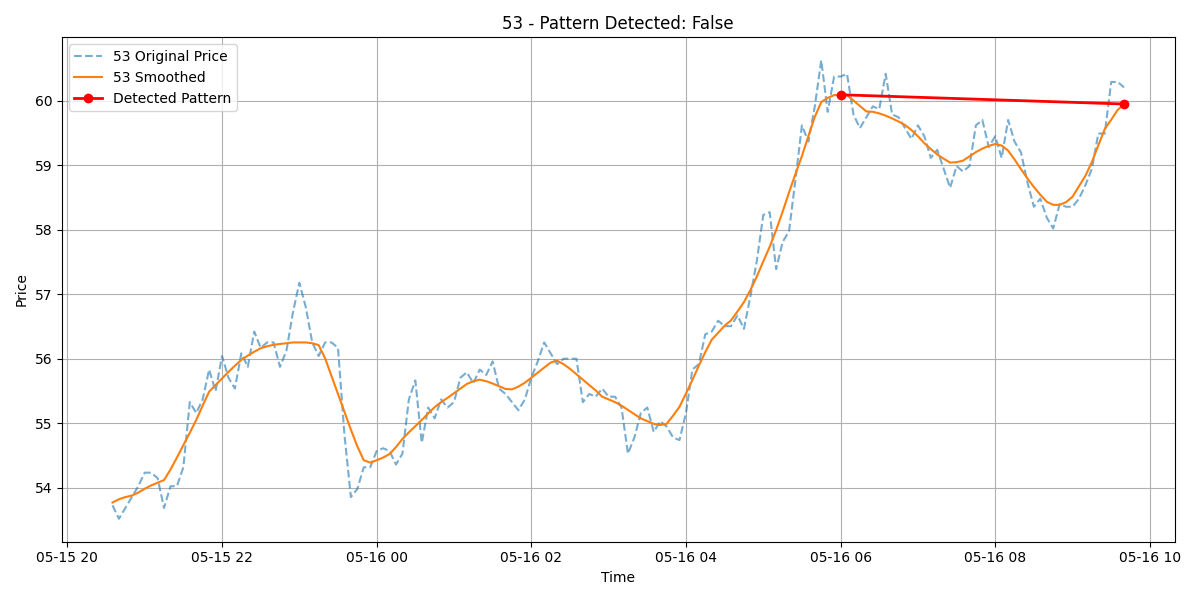 53 - Pattern Detected: False
53 Original Price
53 Smoothed
Detected Pattern
Price
60
59
58
57
56
55
54
05-15 20 05-15 22 05-16 00 05-16 02 05-16 04 05-16 06 05-16 08 05-16 10
Time